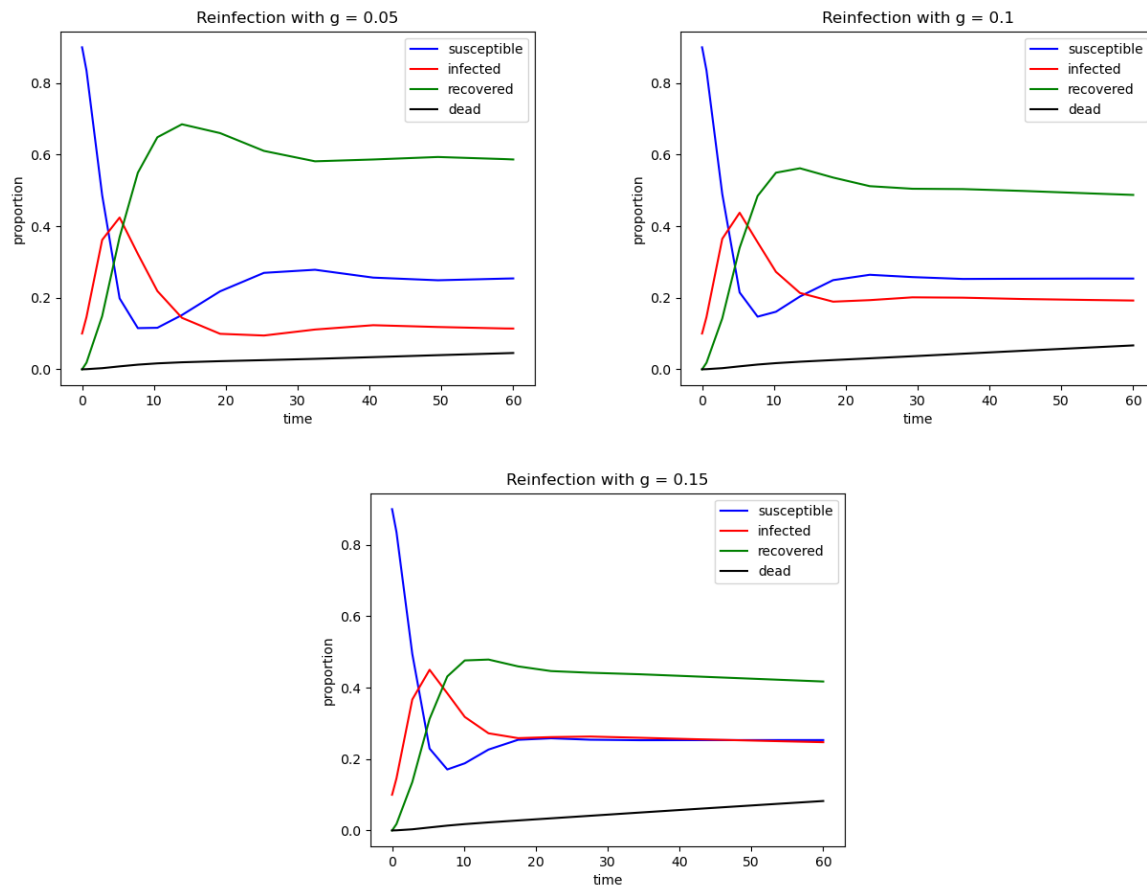 Reinfection with g = 0.05
susceptible
infected
recovered
dead
proportion
0.8
0.6
0.4
0.2
0.0
0 10 20 30 40 50 60
time
Reinfection with g = 0.1
susceptible
infected
recovered
dead
proportion
0.8
0.6
0.4
0.2
0.0
0 10 20 30 40 50 60
time
Reinfection with g = 0.15
susceptible
infected
recovered
dead
proportion
0.8
0.6
0.4
0.2
0.0
0 10 20 30 40 50 60
time